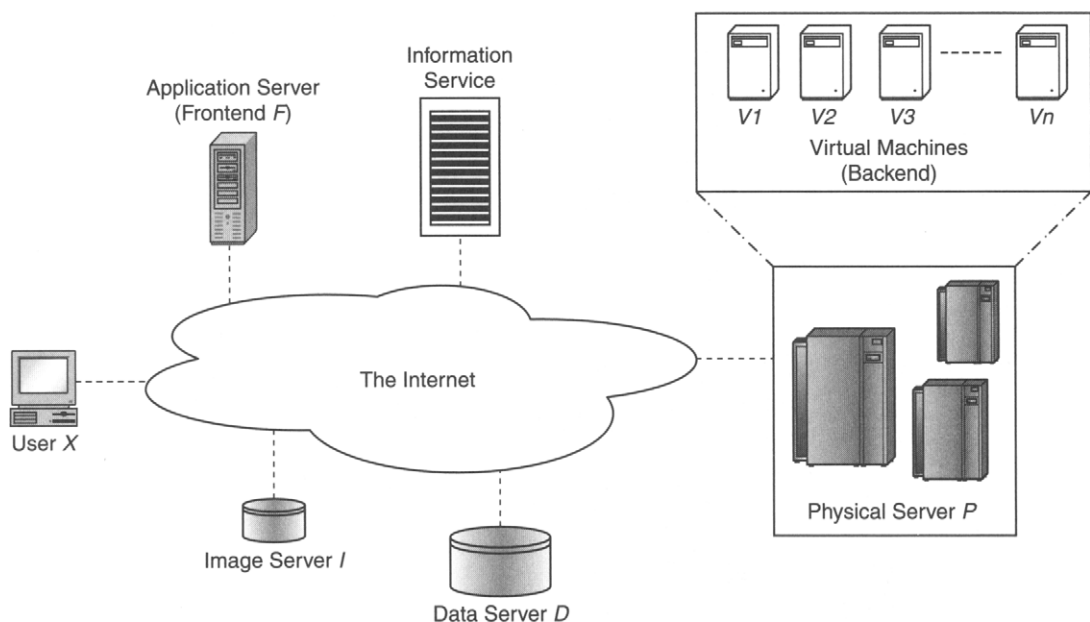 Application Server
(Frontend F)
Information
Service
V1
V2
V3
Vn
Virtual Machines
(Backend)
The Internet
User X
Image Server I
Data Server D
Physical Server P